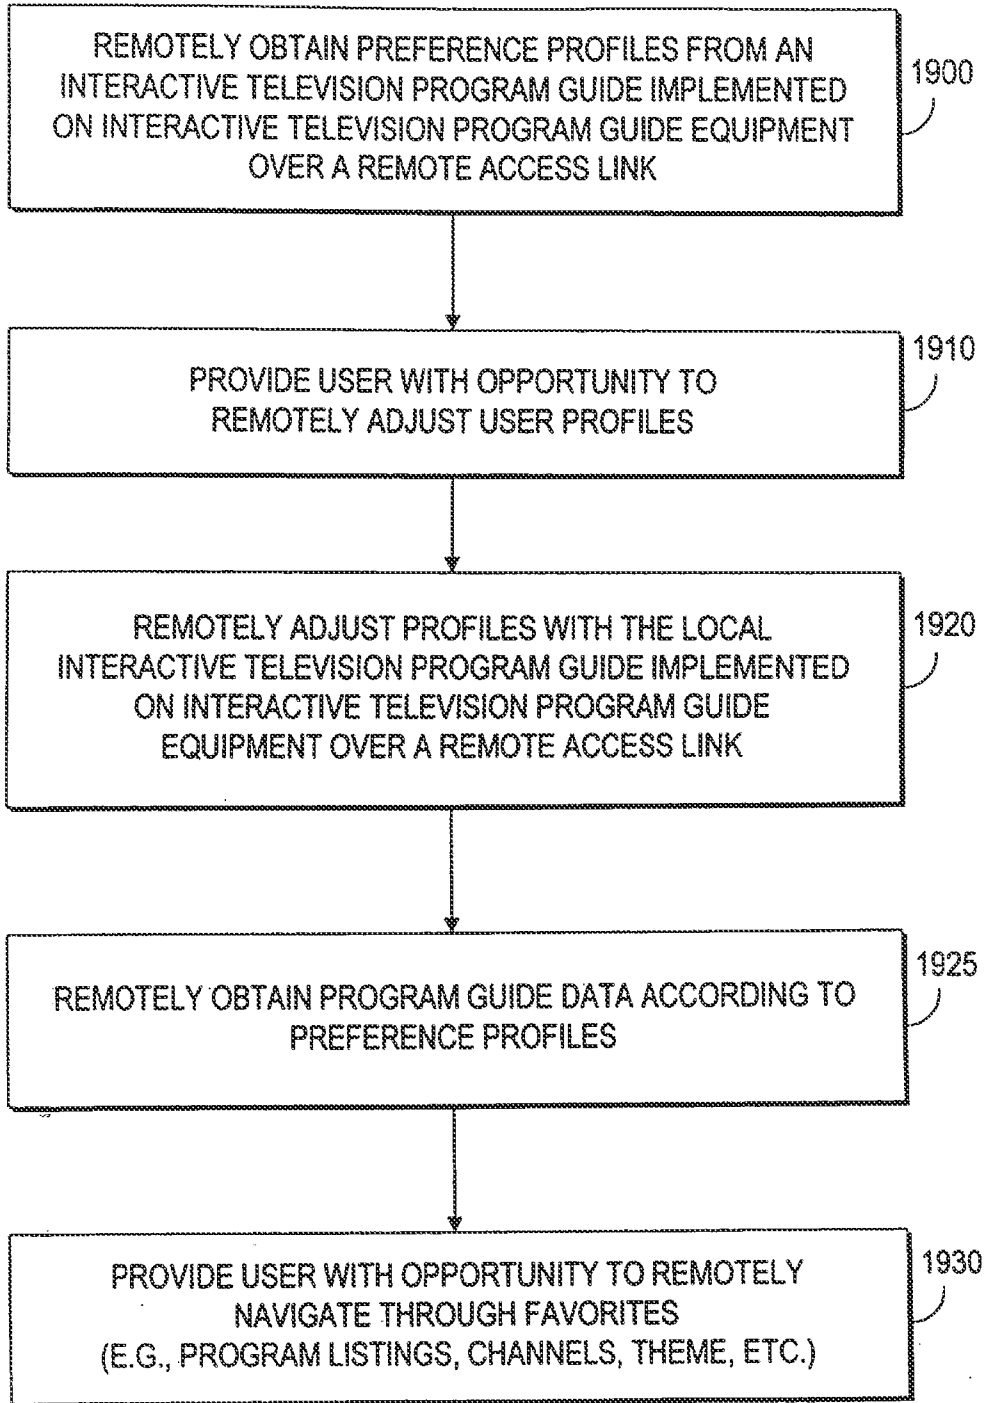 REMOTELY OBTAIN PREFERENCE PROFILES FROM AN
INTERACTIVE TELEVISION PROGRAM GUIDE IMPLEMENTED
ON INTERACTIVE TELEVISION PROGRAM GUIDE EQUIPMENT
OVER A REMOTE ACCESS LINK
1900
PROVIDE USER WITH OPPORTUNITY TO
REMOTELY ADJUST USER PROFILES
1910
REMOTELY ADJUST PROFILES WITH THE LOCAL
INTERACTIVE TELEVISION PROGRAM GUIDE IMPLEMENTED
ON INTERACTIVE TELEVISION PROGRAM GUIDE
EQUIPMENT OVER A REMOTE ACCESS LINK
1920
REMOTELY OBTAIN PROGRAM GUIDE DATA ACCORDING TO
PREFERENCE PROFILES
1925
PROVIDE USER WITH OPPORTUNITY TO REMOTELY
NAVIGATE THROUGH FAVORITES
(E.G., PROGRAM LISTINGS, CHANNELS, THEME, ETC.)
1930